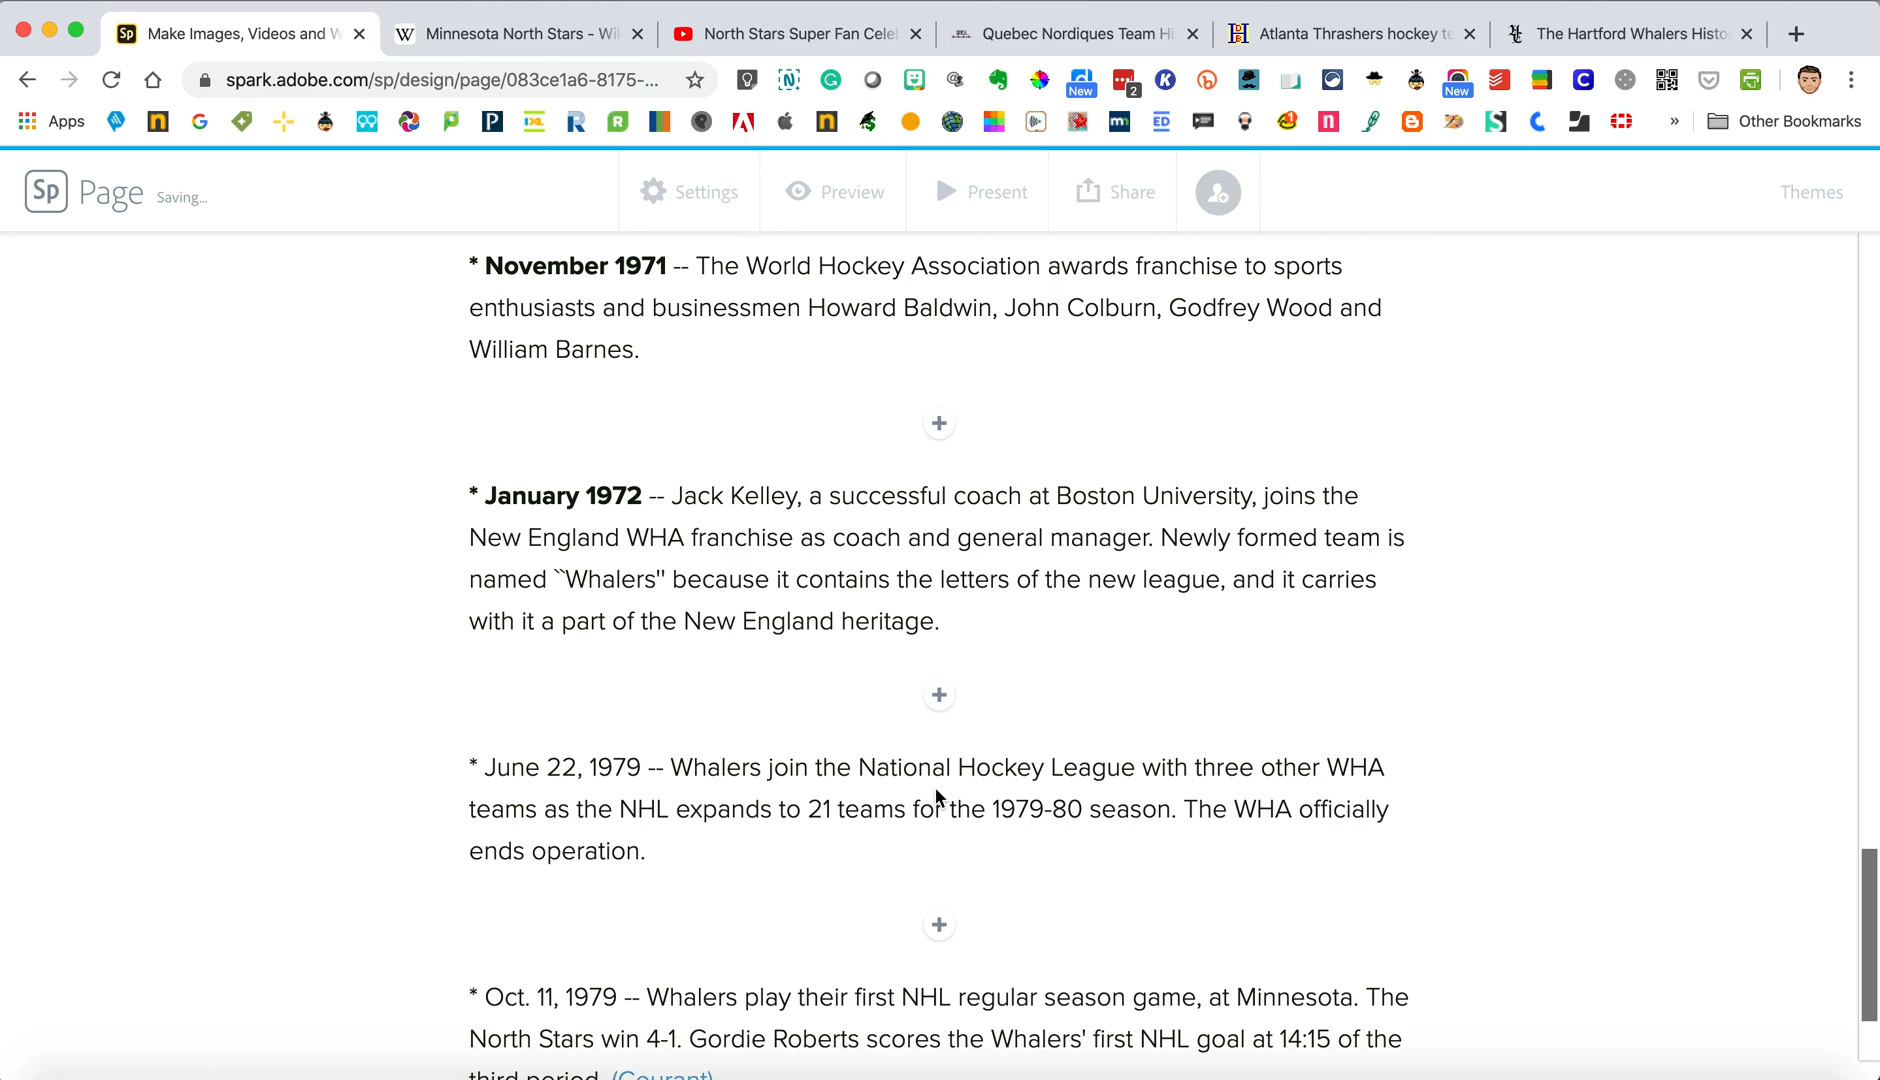 Make Images, Videos and W
Minnesota North Stars - Wi
North Stars Super Fan Cele
Quebec Nordiques Team Hi
Atlanta Thrashers hockey te
The Hartford Whalers Histo
spark.adobe.com/sp/design/page/083ce1a6-8175-...
New
2
New
Apps
Other Bookmarks
Sp Page Saving...
Settings
Preview
Present
Share
Themes
* November 1971 -- The World Hockey Association awards franchise to sports
enthusiasts and businessmen Howard Baldwin, John Colburn, Godfrey Wood and
William Barnes.
* January 1972 -- Jack Kelley, a successful coach at Boston University, joins the
New England WHA franchise as coach and general manager. Newly formed team is
named ``Whalers" because it contains the letters of the new league, and it carries
with it a part of the New England heritage.
* June 22, 1979 -- Whalers join the National Hockey League with three other WHA
teams as the NHL expands to 21 teams for the 1979-80 season. The WHA officially
ends operation.
* Oct. 11, 1979 -- Whalers play their first NHL regular season game, at Minnesota. The
North Stars win 4-1. Gordie Roberts scores the Whalers' first NHL goal at 14:15 of the
third period. (Courant)